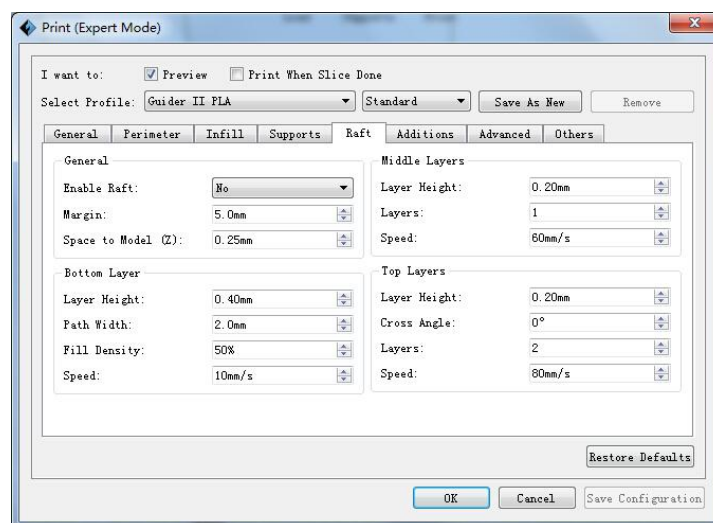 Print (Expert Mode)
I want to: Preview Print When Slice Done
Select Profile: Guider II PLA Standard Save As New Remove
General Perimeter Infill Supports Raft Additions Advanced Others
General
Enable Raft: No
Margin: 5.0mm
Space to Model (Z): 0.25mm
Middle Layers
Layer Height: 0.20mm
Layers: 1
Speed: 60mm/s
Bottom Layer
Layer Height: 0.40mm
Path Width: 2.0mm
Fill Density: 50%
Speed: 10mm/s
Top Layers
Layer Height: 0.20mm
Cross Angle: 0°
Layers: 2
Speed: 80mm/s
Restore Defaults
OK Cancel Save Configuration